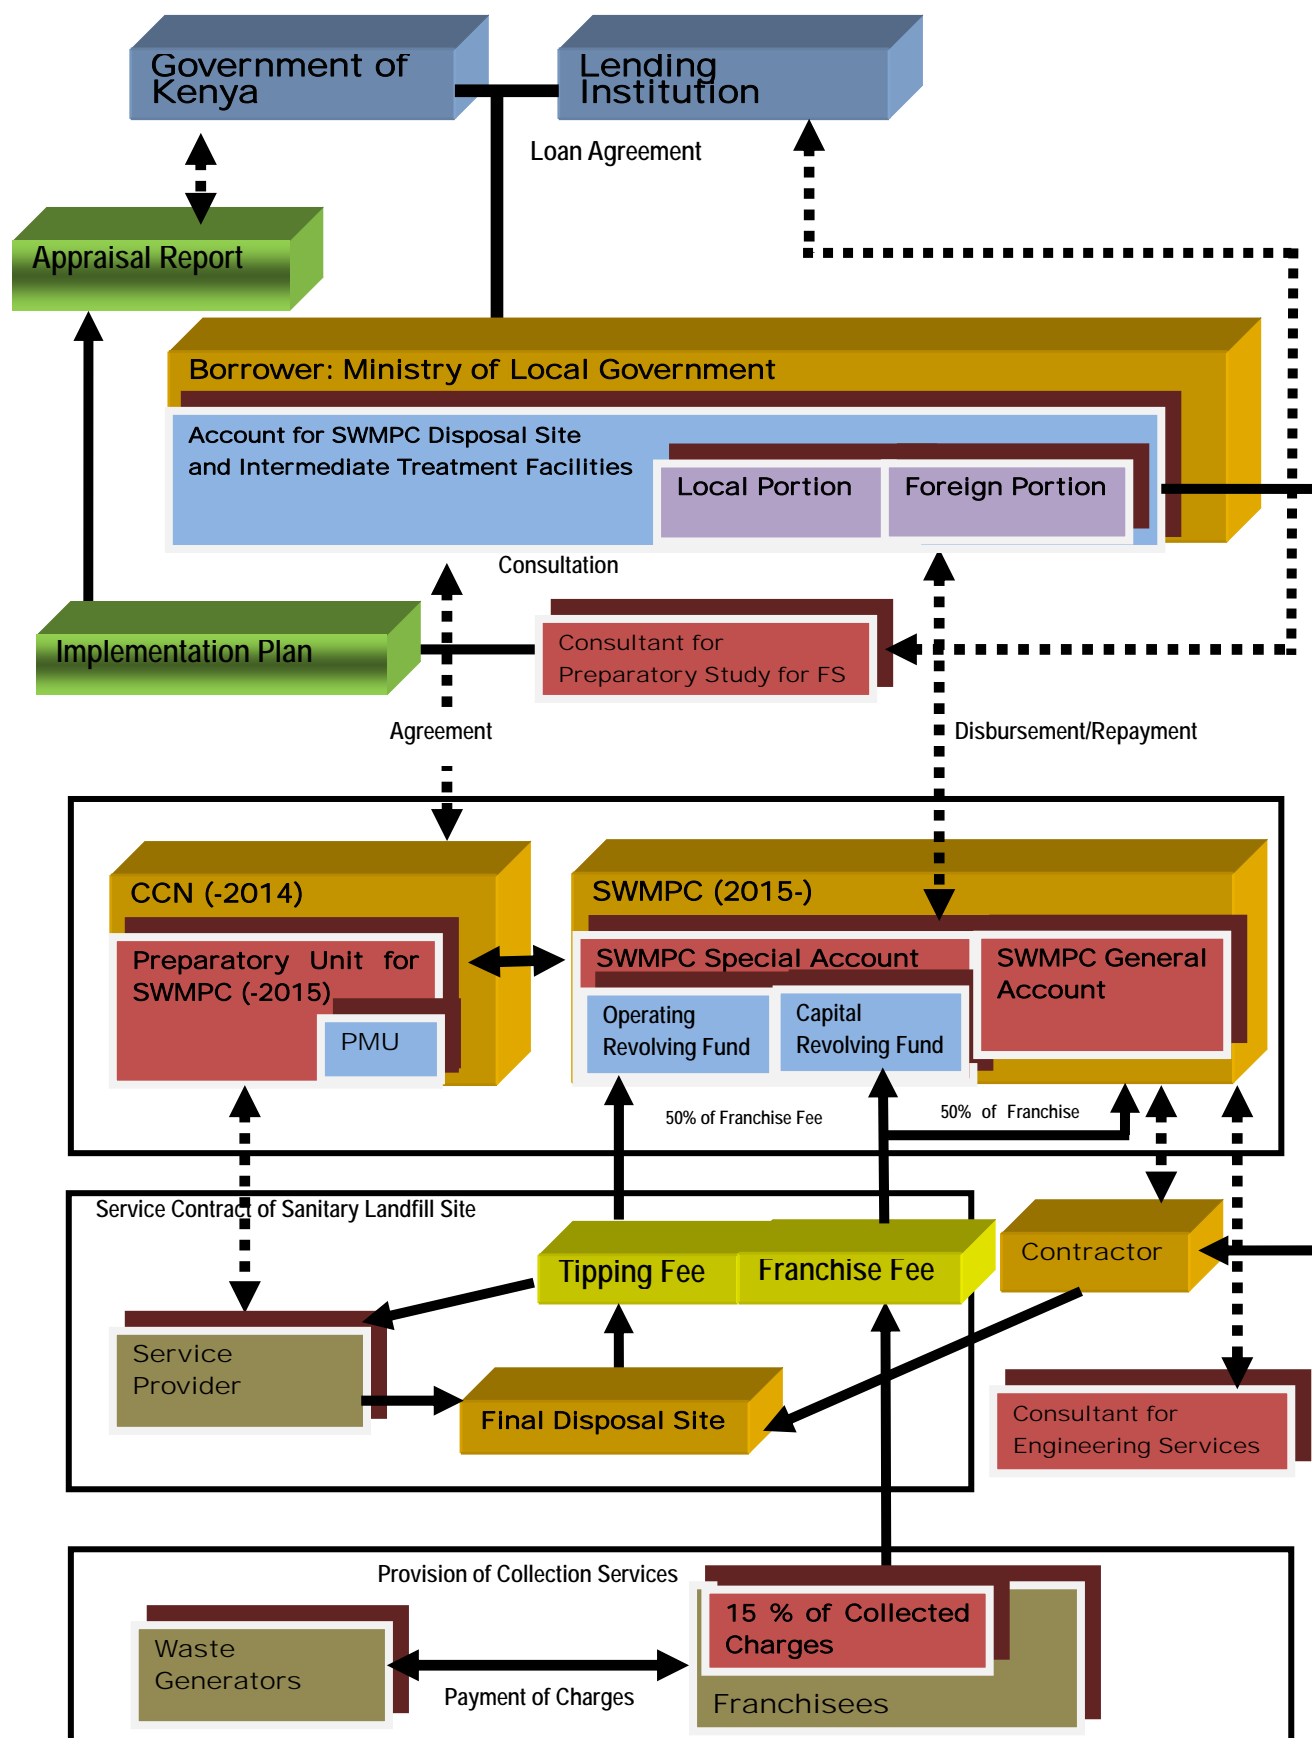 Government of
Kenya
Lending
Institution
Loan Agreement
Appraisal Report
Borrower: Ministry of Local Government
Account for SWMPC Disposal Site
and Intermediate Treatment Facilities
Local Portion
Foreign Portion
Consultation
Implementation Plan
Consultant for
Preparatory Study for FS
Agreement
Disbursement/Repayment
CCN (-2014)
Preparatory Unit for
SWMPC (-2015)
PMU
SWMPC (2015-)
SWMPC Special Account
Operating
Revolving Fund
Capital
Revolving Fund
SWMPC General
Account
50% of Franchise Fee
50% of Franchise
Service Contract of Sanitary Landfill Site
Tipping Fee
Franchise Fee
Contractor
Service
Provider
Final Disposal Site
Consultant for
Engineering Services
Provision of Collection Services
15 % of Collected
Charges
Waste
Generators
Payment of Charges
Franchisees